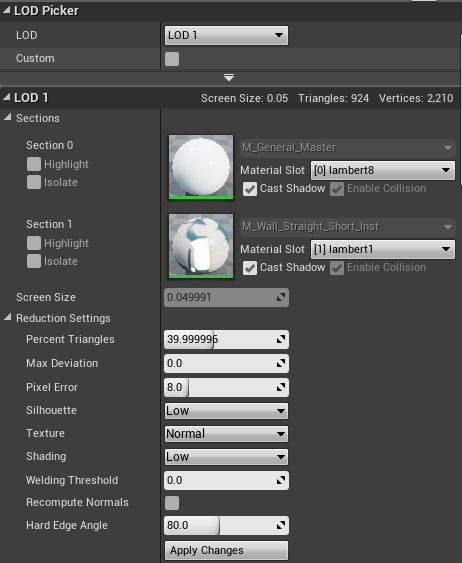 LOD Picker
LOD LOD 1
Custom
LOD 1 Screen Size: 0.05 Triangles: 924 Vertices: 2,210
Sections
Section 0
Highlight
Isolate
M_General_Master
Material Slot [0] lambert8
Cast Shadow Enable Collision
Section 1
Highlight
Isolate
M_Wall_Straight_Short_Inst
Material Slot [1] lambert1
Cast Shadow Enable Collision
Screen Size 0.049991
Reduction Settings
Percent Triangles 39.999996
Max Deviation 0.0
Pixel Error 8.0
Silhouette Low
Texture Normal
Shading Low
Welding Threshold 0.0
Recompute Normals
Hard Edge Angle 80.0
Apply Changes